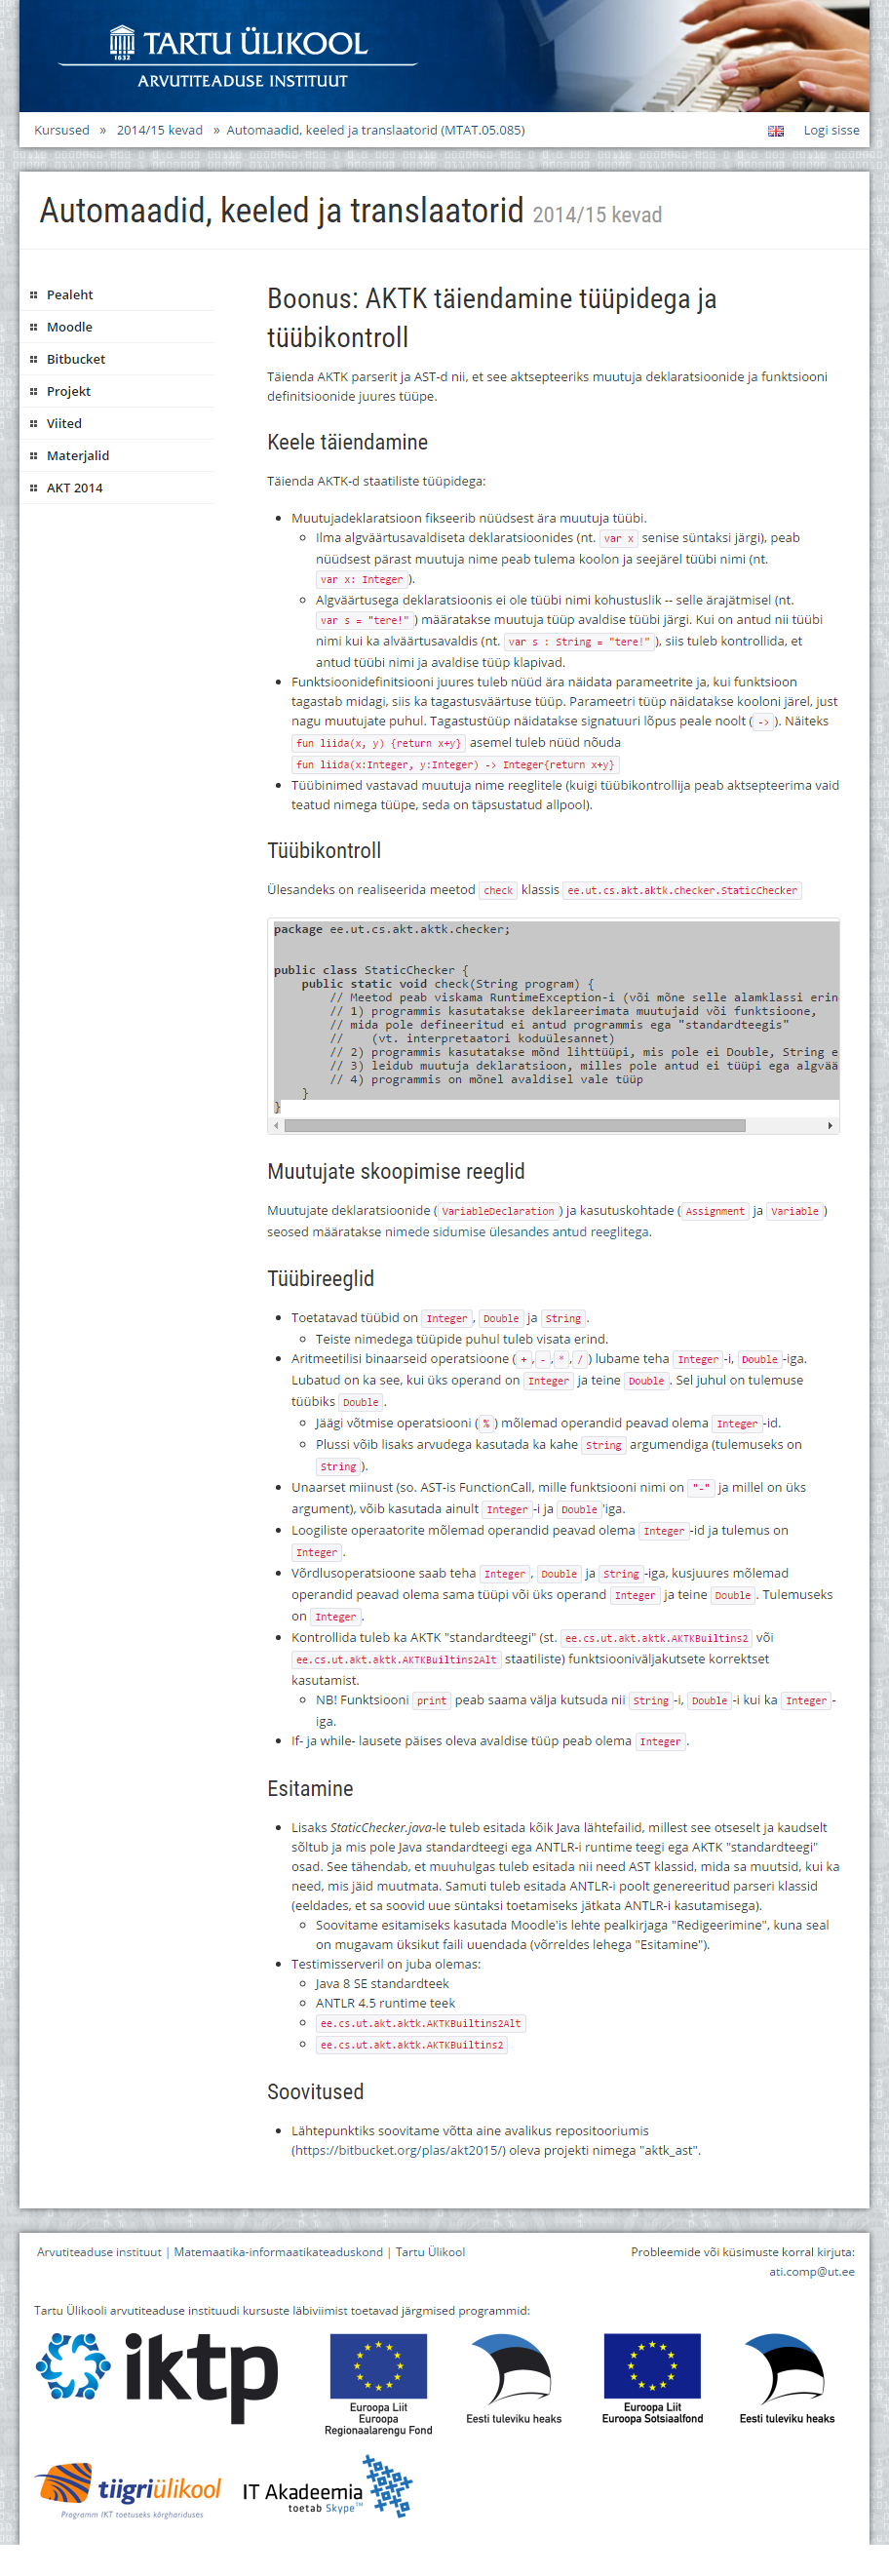 TARTU ÜLIKOOL
1632
ARVUTITEADUSE INSTITUUT
Kursused » 2014/15 kevad » Automaadid, keeled ja translaatorid (MTAT.05.085) Logi sisse
Automaadid, keeled ja translaatorid 2014/15 kevad
Pealeht
Moodle
Bitbucket
Projekt
Viited
Materjalid
AKT 2014
Boonus: AKTK täiendamine tüüpidega ja
tüübikontroll
Täienda AKTK parserit ja AST-d nii, et see aktsepteeriks muutuja deklaratsioonide ja funktsiooni
definitsioonide juures tüüpe.
Keele täiendamine
Täienda AKTK-d staatiliste tüüpidega:
Muutujadeklaratsioon fikseerib nüüdsest ära muutuja tüübi.
Ilma algväärtusavaldiseta deklaratsioonides (nt. var x senise süntaksi järgi), peab
nüüdsest pärast muutuja nime peab tulema koolon ja seejärel tüübi nimi (nt.
var x: Integer ).
Algväärtusega deklaratsioonis ei ole tüübi nimi kohustuslik -- selle ärajätmisel (nt.
var s = "tere!" ) määratakse muutuja tüüp avaldise tüübi järgi. Kui on antud nii tüübi
nimi kui ka alväärtusavaldis (nt. var s : String = "tere!" ), siis tuleb kontrollida, et
antud tüübi nimi ja avaldise tüüp klapivad.
Funktsioonidefinitsiooni juures tuleb nüüd ära näidata parameetrite ja, kui funktsioon
tagastab midagi, siis ka tagastusväärtuse tüüp. Parameetri tüüp näidatakse kooloni järel, just
nagu muutujate puhul. Tagastustüüp näidatakse signatuuri lõpus peale noolt ( -> ). Näiteks
fun liida(x, y) {return x+y} asemel tuleb nüüd nõuda
fun liida(x:Integer, y:Integer) -> Integer{return x+y}
Tüübinimed vastavad muutuja nime reeglitele (kuigi tüübikontrollija peab aktsepteerima vaid
teatud nimega tüüpe, seda on täpsustatud allpool).
Tüübikontroll
Ülesandeks on realiseerida meetod check klassis ee.ut.cs.akt.aktk.checker.StaticChecker
package ee.ut.cs.akt.aktk.checker;
public class StaticChecker {
public static void check(String program) {
// Meetod peab viskama RuntimeException-i (või mõne selle alamklassi erin
// 1) programmis kasutatakse deklareerimata muutujaid või funktsioone,
// mida pole defineeritud ei antud programmis ega "standardteegis"
// (vt. interpretaatori koduülesannet)
// 2) programmis kasutatakse mõnd lihttüüpi, mis pole ei Double, String e
// 3) leidub muutuja deklaratsioon, milles pole antud ei tüüpi ega algvää
// 4) programmis on mõnel avaldisel vale tüüp
}
}
Muutujate skoopimise reeglid
Muutujate deklaratsioonide ( VariableDeclaration ) ja kasutuskohtade ( Assignment ja Variable )
seosed määratakse nimede sidumise ülesandes antud reeglitega.
Tüübireeglid
Toetatavad tüübid on Integer , Double ja String .
Teiste nimedega tüüpide puhul tuleb visata erind.
Aritmeetilisi binaarseid operatsioone ( + , - , * , / ) lubame teha Integer -i, Double -iga.
Lubatud on ka see, kui üks operand on Integer ja teine Double . Sel juhul on tulemuse
tüübiks Double .
Jäägi võtmise operatsiooni ( % ) mõlemad operandid peavad olema Integer -id.
Plussi võib lisaks arvudega kasutada ka kahe String argumendiga (tulemuseks on
String ).
Unaarset miinust (so. AST-is FunctionCall, mille funktsiooni nimi on "-" ja millel on üks
argument), võib kasutada ainult Integer -i ja Double 'iga.
Loogiliste operaatorite mõlemad operandid peavad olema Integer -id ja tulemus on
Integer .
Võrdlusoperatsioone saab teha Integer , Double ja String -iga, kusjuures mõlemad
operandid peavad olema sama tüüpi või üks operand Integer ja teine Double . Tulemuseks
on Integer .
Kontrollida tuleb ka AKTK "standardteegi" (st. ee.cs.ut.akt.aktk.AKTKBuiltins2 või
ee.cs.ut.akt.aktk.AKTKBuiltins2Alt staatiliste) funktsiooniväljakutsete korrektset
kasutamist.
NB! Funktsiooni print peab saama välja kutsuda nii String -i, Double -i kui ka Integer -
iga.
If- ja while- lausete päises oleva avaldise tüüp peab olema Integer .
Esitamine
Lisaks StaticChecker.java-le tuleb esitada kõik Java lähtefailid, millest see otseselt ja kaudselt
sõltub ja mis pole Java standardteegi ega ANTLR-i runtime teegi ega AKTK "standardteegi"
osad. See tähendab, et muuhulgas tuleb esitada nii need AST klassid, mida sa muutsid, kui ka
need, mis jäid muutmata. Samuti tuleb esitada ANTLR-i poolt genereeritud parseri klassid
(eeldades, et sa soovid uue süntaksi toetamiseks jätkata ANTLR-i kasutamisega).
Soovitame esitamiseks kasutada Moodle'is lehte pealkirjaga "Redigeerimine", kuna seal
on mugavam üksikut faili uuendada (võrreldes lehega "Esitamine").
Testimisserveril on juba olemas:
Java 8 SE standardteek
ANTLR 4.5 runtime teek
ee.cs.ut.akt.aktk.AKTKBuiltins2Alt
ee.cs.ut.akt.aktk.AKTKBuiltins2
Soovitused
Lähtepunktiks soovitame võtta aine avalikus repositooriumis
(https://bitbucket.org/plas/akt2015/) oleva projekti nimega "aktk_ast".
Arvutiteaduse instituut | Matemaatika-informaatikateaduskond | Tartu Ülikool
Probleemide või küsimuste korral kirjuta:
ati.comp@ut.ee
Tartu Ülikooli arvutiteaduse instituudi kursuste läbiviimist toetavad järgmised programmid:
iktp
Euroopa Liit
Euroopa
Regionaalarengu Fond
Eesti tuleviku heaks
Euroopa Liit
Euroopa Sotsiaalfond
Eesti tuleviku heaks
tiigriülikool
Programm IKT toetuseks kõrghariduses
IT Akadeemia
toetab Skype™